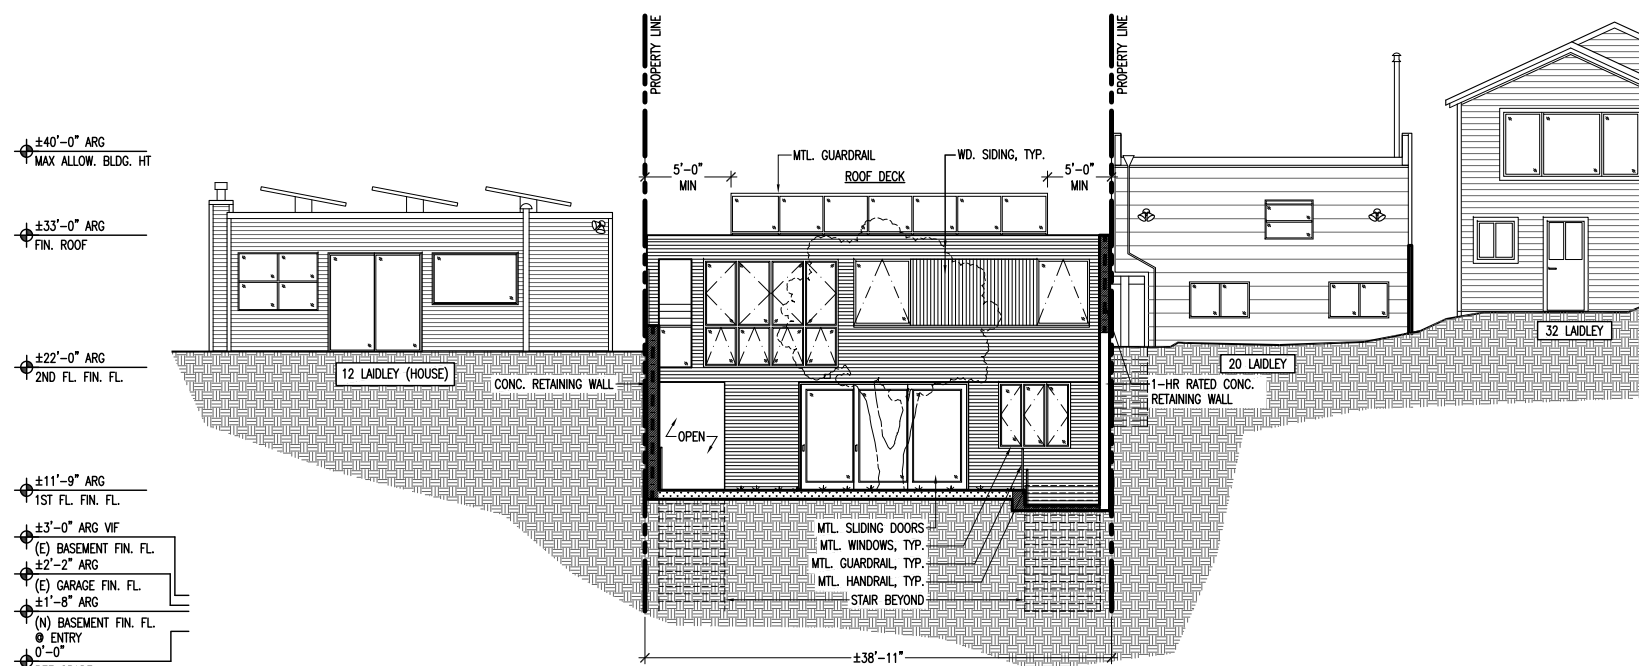 PROPERTY LINE
PROPERTY LINE
±40'-0" ARG
MAX ALLOW. BLDG. HT
5'-0"
MIN
MTL. GUARDRAIL
ROOF DECK
WD. SIDING, TYP.
5'-0"
MIN
±33'-0" ARG
FIN. ROOF
±22'-0" ARG
2ND FL. FIN. FL.
12 LAIDLEY (HOUSE)
CONC. RETAINING WALL
20 LAIDLEY
32 LAIDLEY
1-HR RATED CONC.
RETAINING WALL
OPEN
±11'-9" ARG
1ST FL. FIN. FL.
±3'-0" ARG VIF
(E) BASEMENT FIN. FL.
±2'-2" ARG
(E) GARAGE FIN. FL.
±1'-8" ARG
(N) BASEMENT FIN. FL.
@ ENTRY
0'-0"
MTL. SLIDING DOORS
MTL. WINDOWS, TYP.
MTL. GUARDRAIL, TYP.
MTL. HANDRAIL, TYP.
STAIR BEYOND
±38'-11"